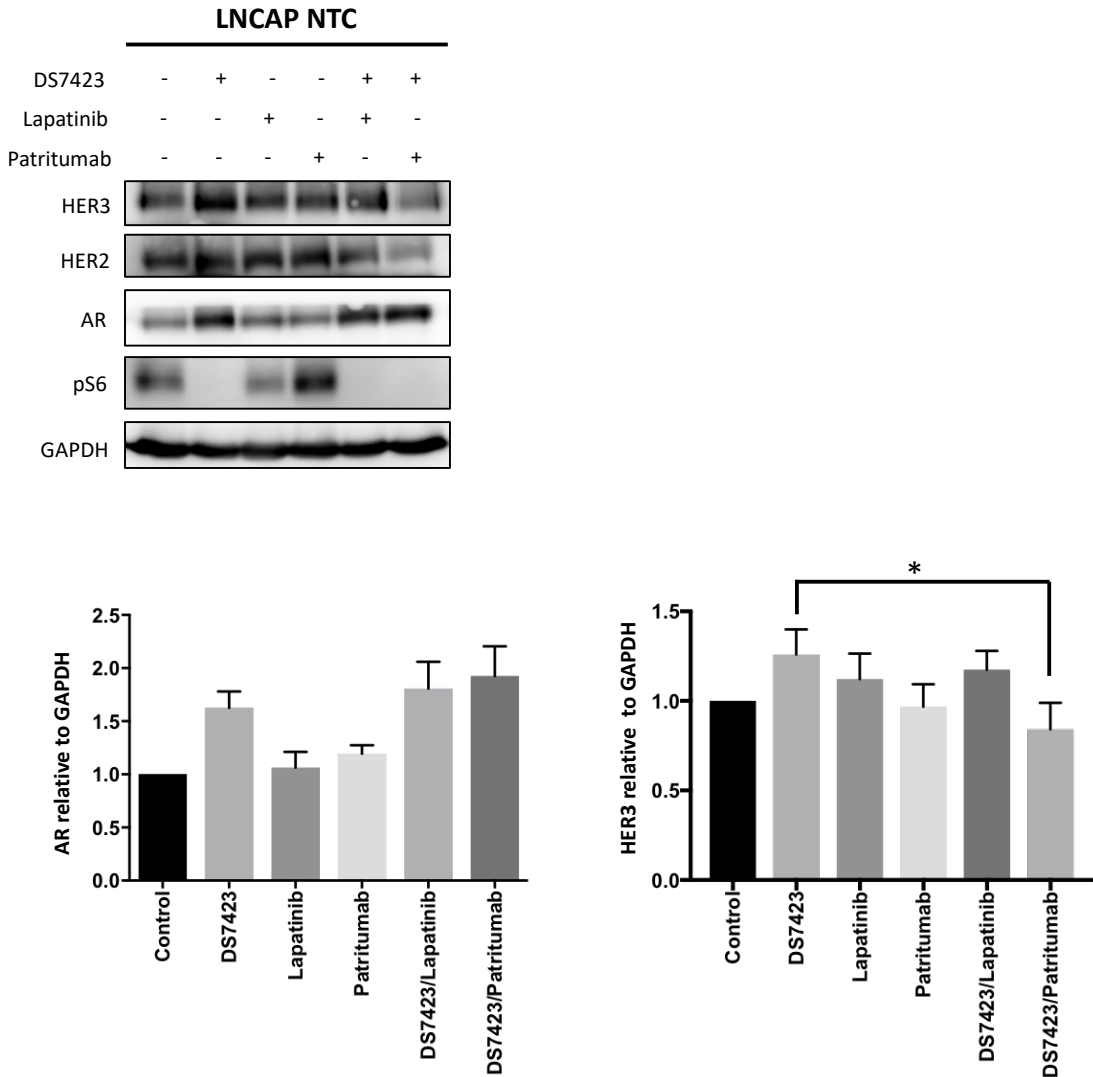 LNCAP NTC
DS7423 - + - - + +
Lapatinib - - + - + -
Patritumab - - - + - +
HER3
HER2
AR
pS6
GAPDH
AR relative to GAPDH
2.5
2.0
1.5
1.0
0.5
0.0
Control
DS7423
Lapatinib
Patritumab
DS7423/Lapatinib
DS7423/Patritumab
*
HER3 relative to GAPDH
1.5
1.0
0.5
0.0
Control
DS7423
Lapatinib
Patritumab
DS7423/Lapatinib
DS7423/Patritumab